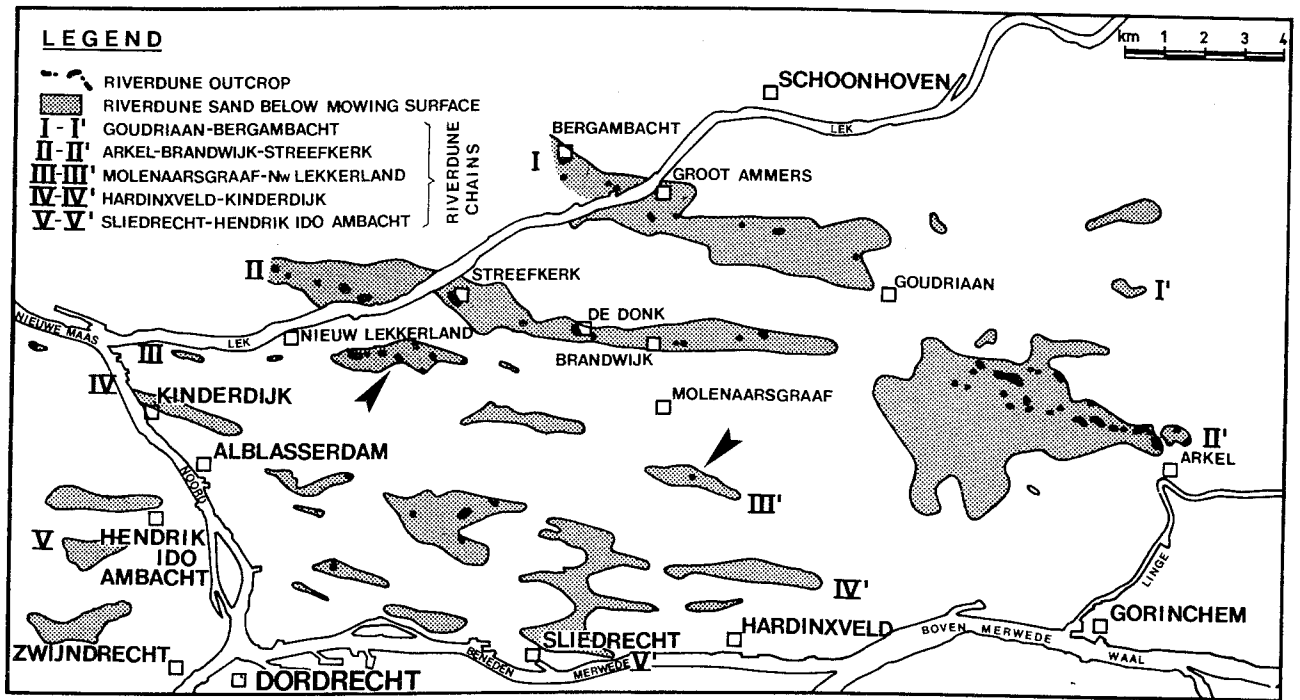 LEGEND
RIVERDUNE OUTCROP
RIVERDUNE SAND BELOW MOWING SURFACE
I - I' GOUDRIAAN-BERGAMBACHT
II - II' ARKEL-BRANDWIJK-STREEFKERK
III-III' MOLENAARSGRAAF-Nw LEKKERLAND
IV-IV' HARDINXVELD-KINDERDIJK
V - V' SLIEDRECHT-HENDRIK IDO AMBACHT
RIVERDUNE
CHAINS
km 1 2 3 4
SCHOONHOVEN
LEK
BERGAMBACHT
I
GROOT AMMERS
II
STREEFKERK
GOUDRIAAN
I'
NIEUWE MAAS
LEK
NIEUW LEKKERLAND
DE DONK
BRANDWIJK
III
IV
KINDERDIJK
MOLENAARSGRAAF
II'
ARKEL
ALBLASSERDAM
NOORD
III'
V
HENDRIK
IDO
AMBACHT
LINGE
IV'
ZWIJNDRECHT
DORDRECHT
BENEDEN
MERWEDE
SLIEDRECHT
V'
HARDINXVELD
BOVEN MERWEDE
GORINCHEM
WAAL